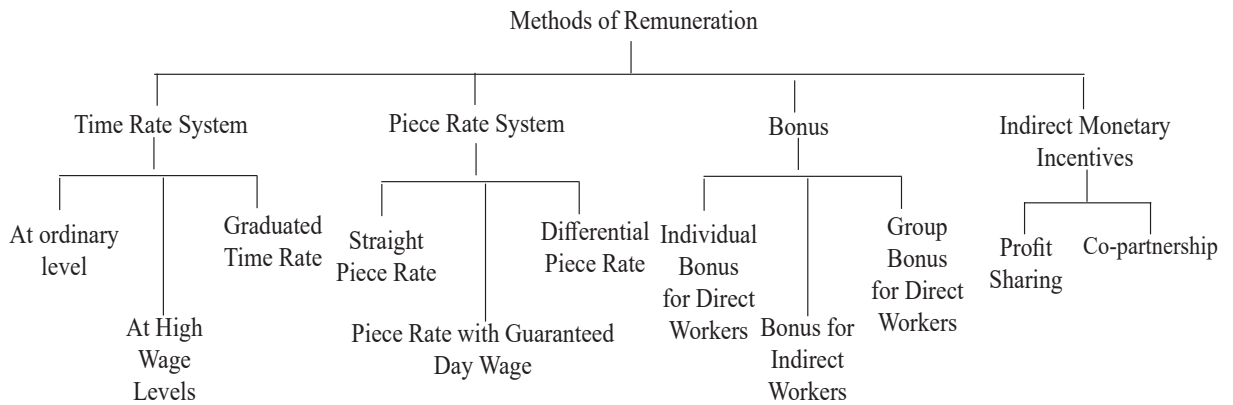 Methods of Remuneration
Time Rate System
Piece Rate System
Bonus
Indirect Monetary
Incentives
At ordinary
level
At High
Wage
Levels
Graduated
Time Rate
Straight
Piece Rate
Piece Rate with Guaranteed
Day Wage
Differential
Piece Rate
Individual
Bonus
for Direct
Workers
Bonus for
Indirect
Workers
Group
Bonus
for Direct
Workers
Profit
Sharing
Co-partnership